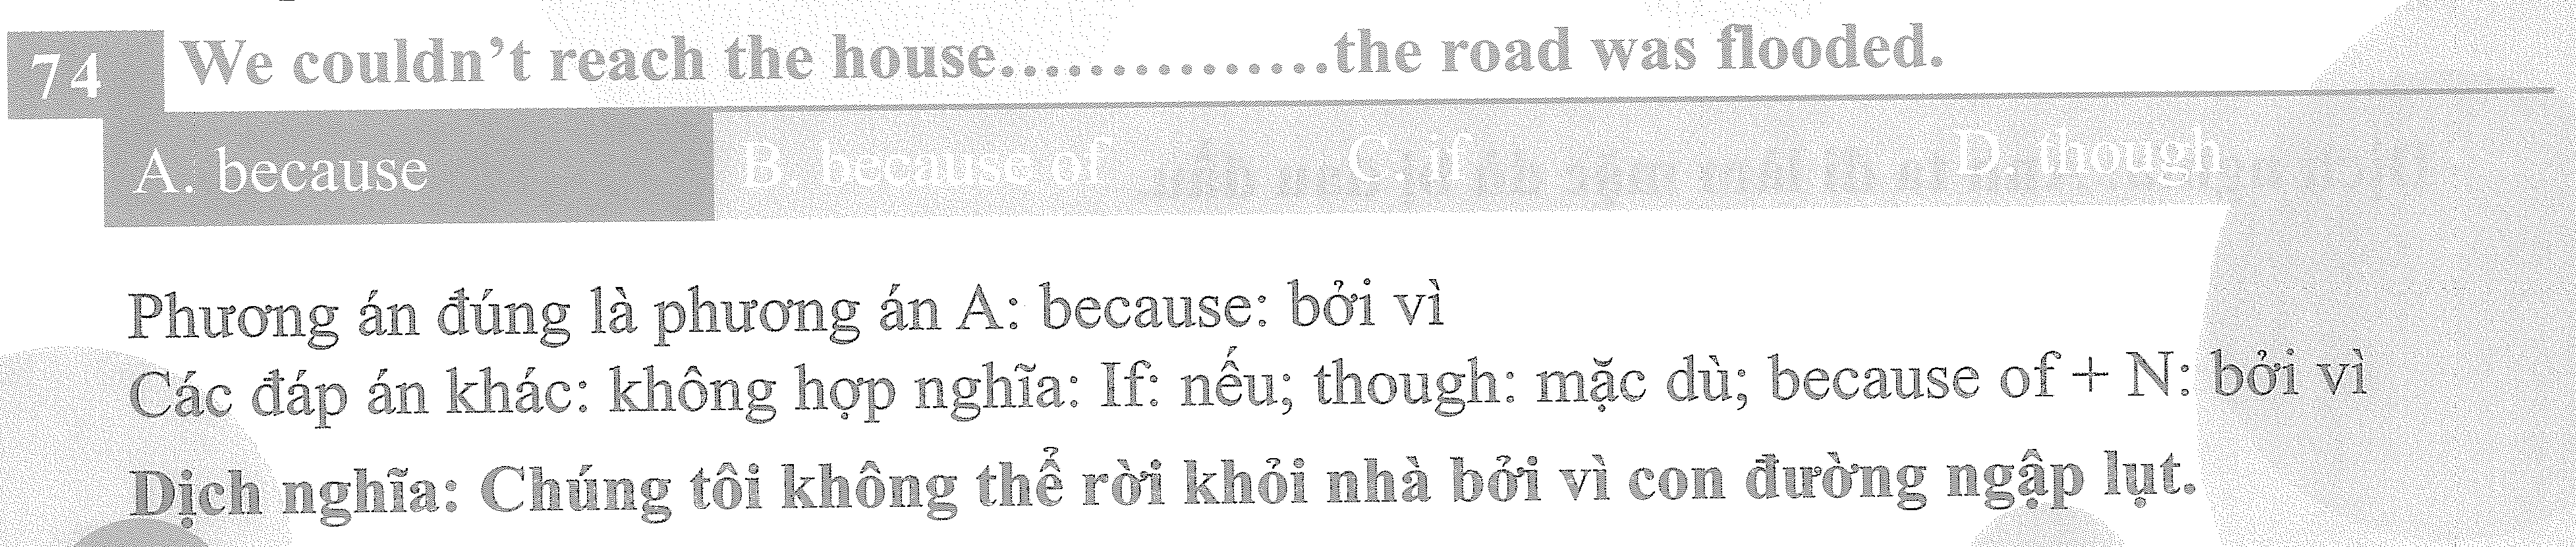 74 We couldn't reach the house...............the road was flooded.
A. because B. because of C. if D. though
Phương án đúng là phương án A: because: bởi vì
Các đáp án khác: không hợp nghĩa: If: nếu; though: mặc dù; because of + N: bởi vì
Dịch nghĩa: Chúng tôi không thể rời khỏi nhà bởi vì con đường ngập lụt.